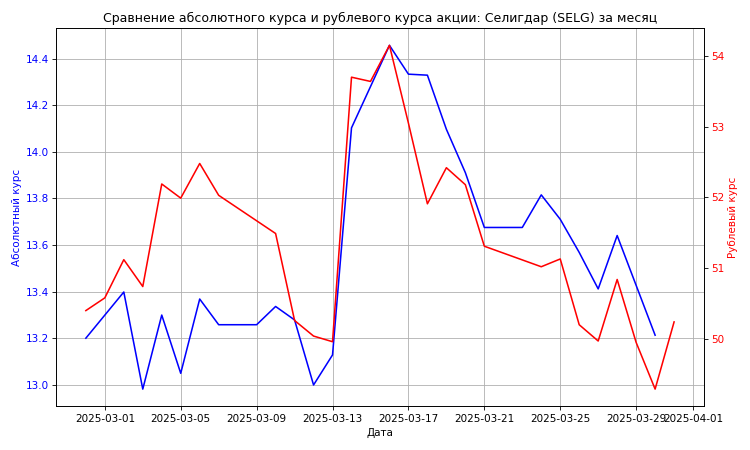 Сравнение абсолютного курса и рублевого курса акции: Селигдар (SELG) за месяц
Абсолютный курс
14.4
14.2
14.0
13.8
13.6
13.4
13.2
13.0
54
53
52
51
50
Рублевый курс
2025-03-01 2025-03-05 2025-03-09 2025-03-13 2025-03-17 2025-03-21 2025-03-25 2025-03-29 2025-04-01
Дата